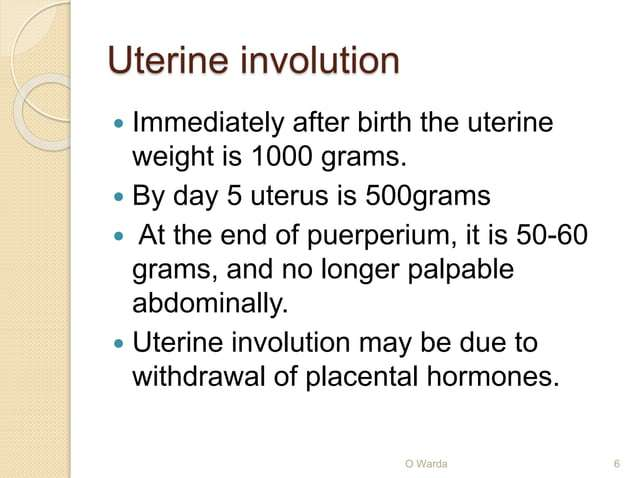 Uterine involution
• Immediately after birth the uterine
weight is 1000 grams.
• By day 5 uterus is 500grams
• At the end of puerperium, it is 50-60
grams, and no longer palpable
abdominally.
• Uterine involution may be due to
withdrawal of placental hormones.
O Warda 6